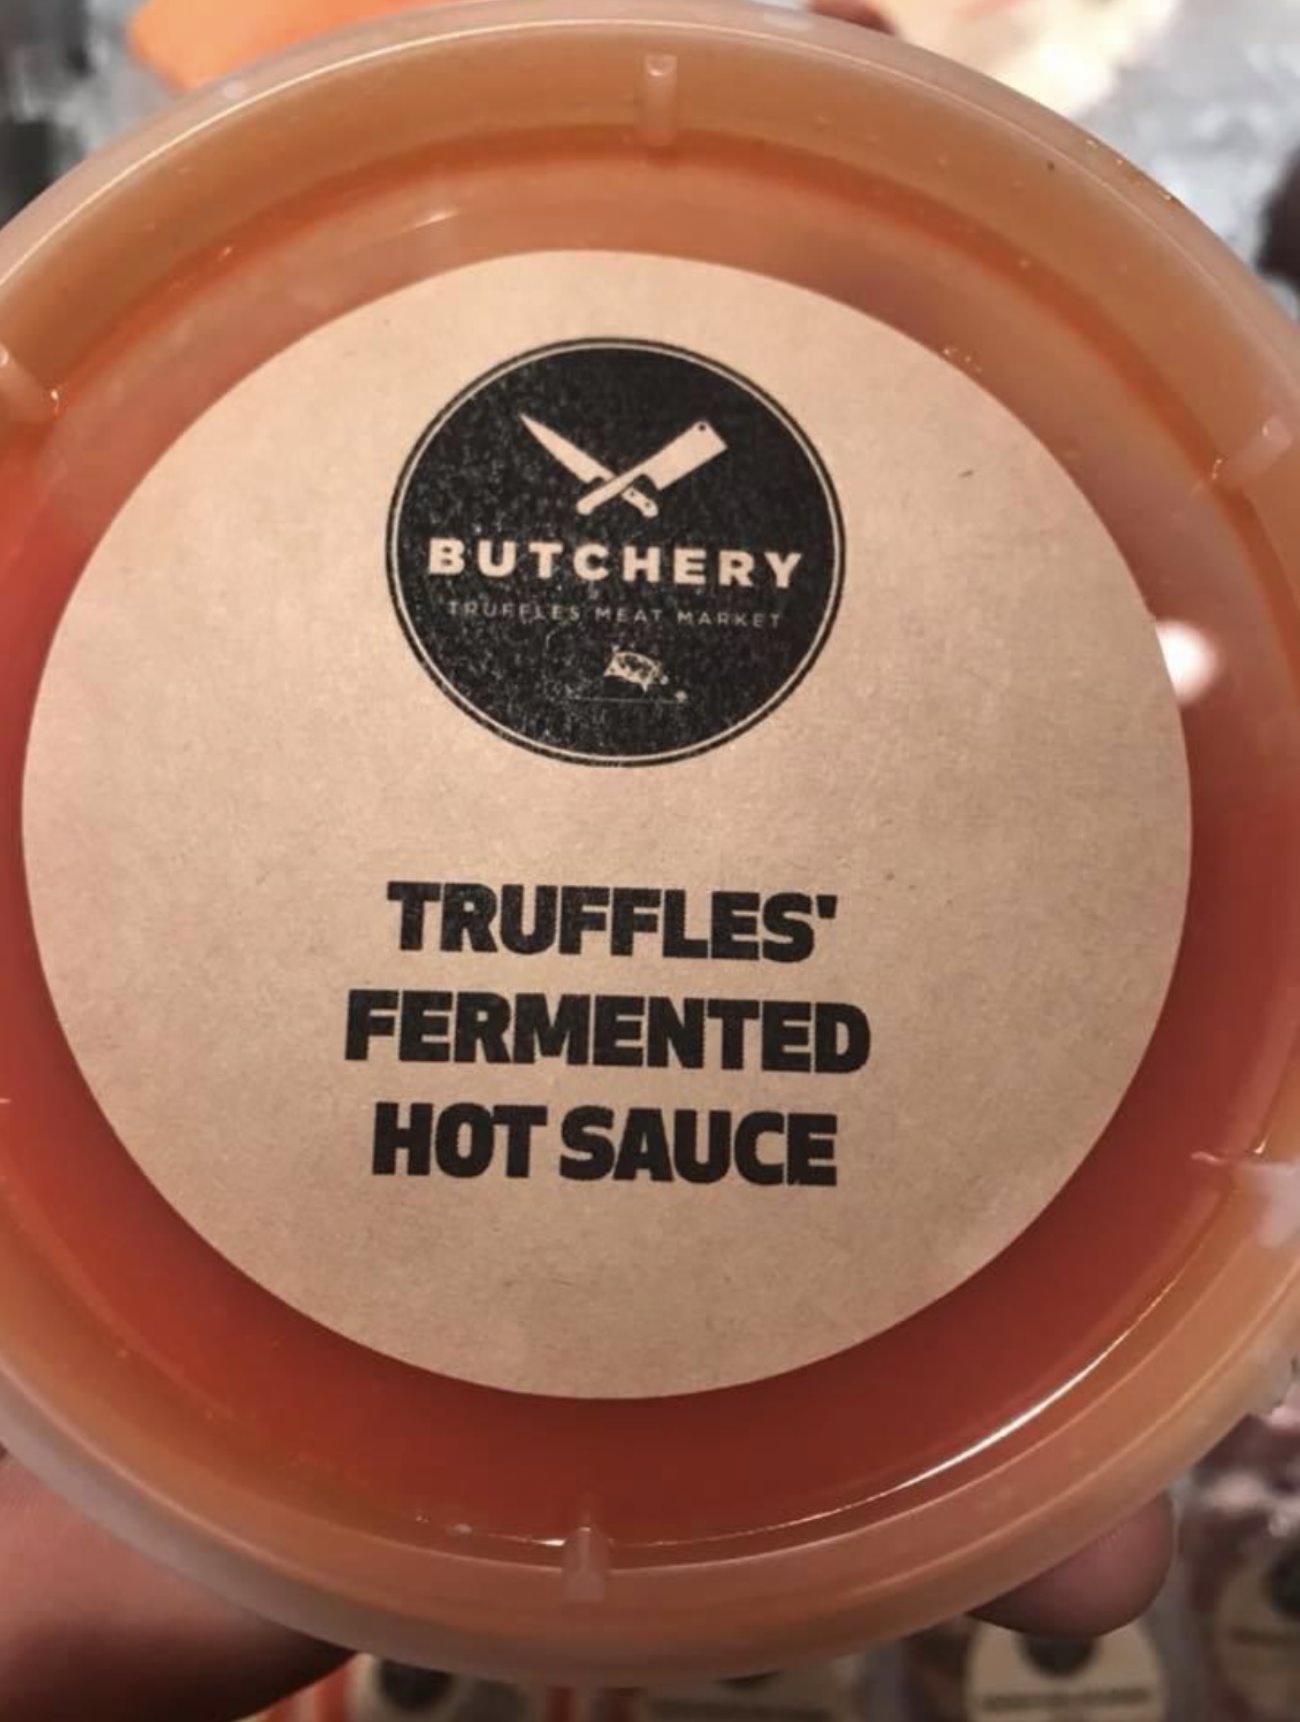 BUTCHERY
TRUFFLES MEAT MARKET
TRUFFLES'
FERMENTED
HOT SAUCE